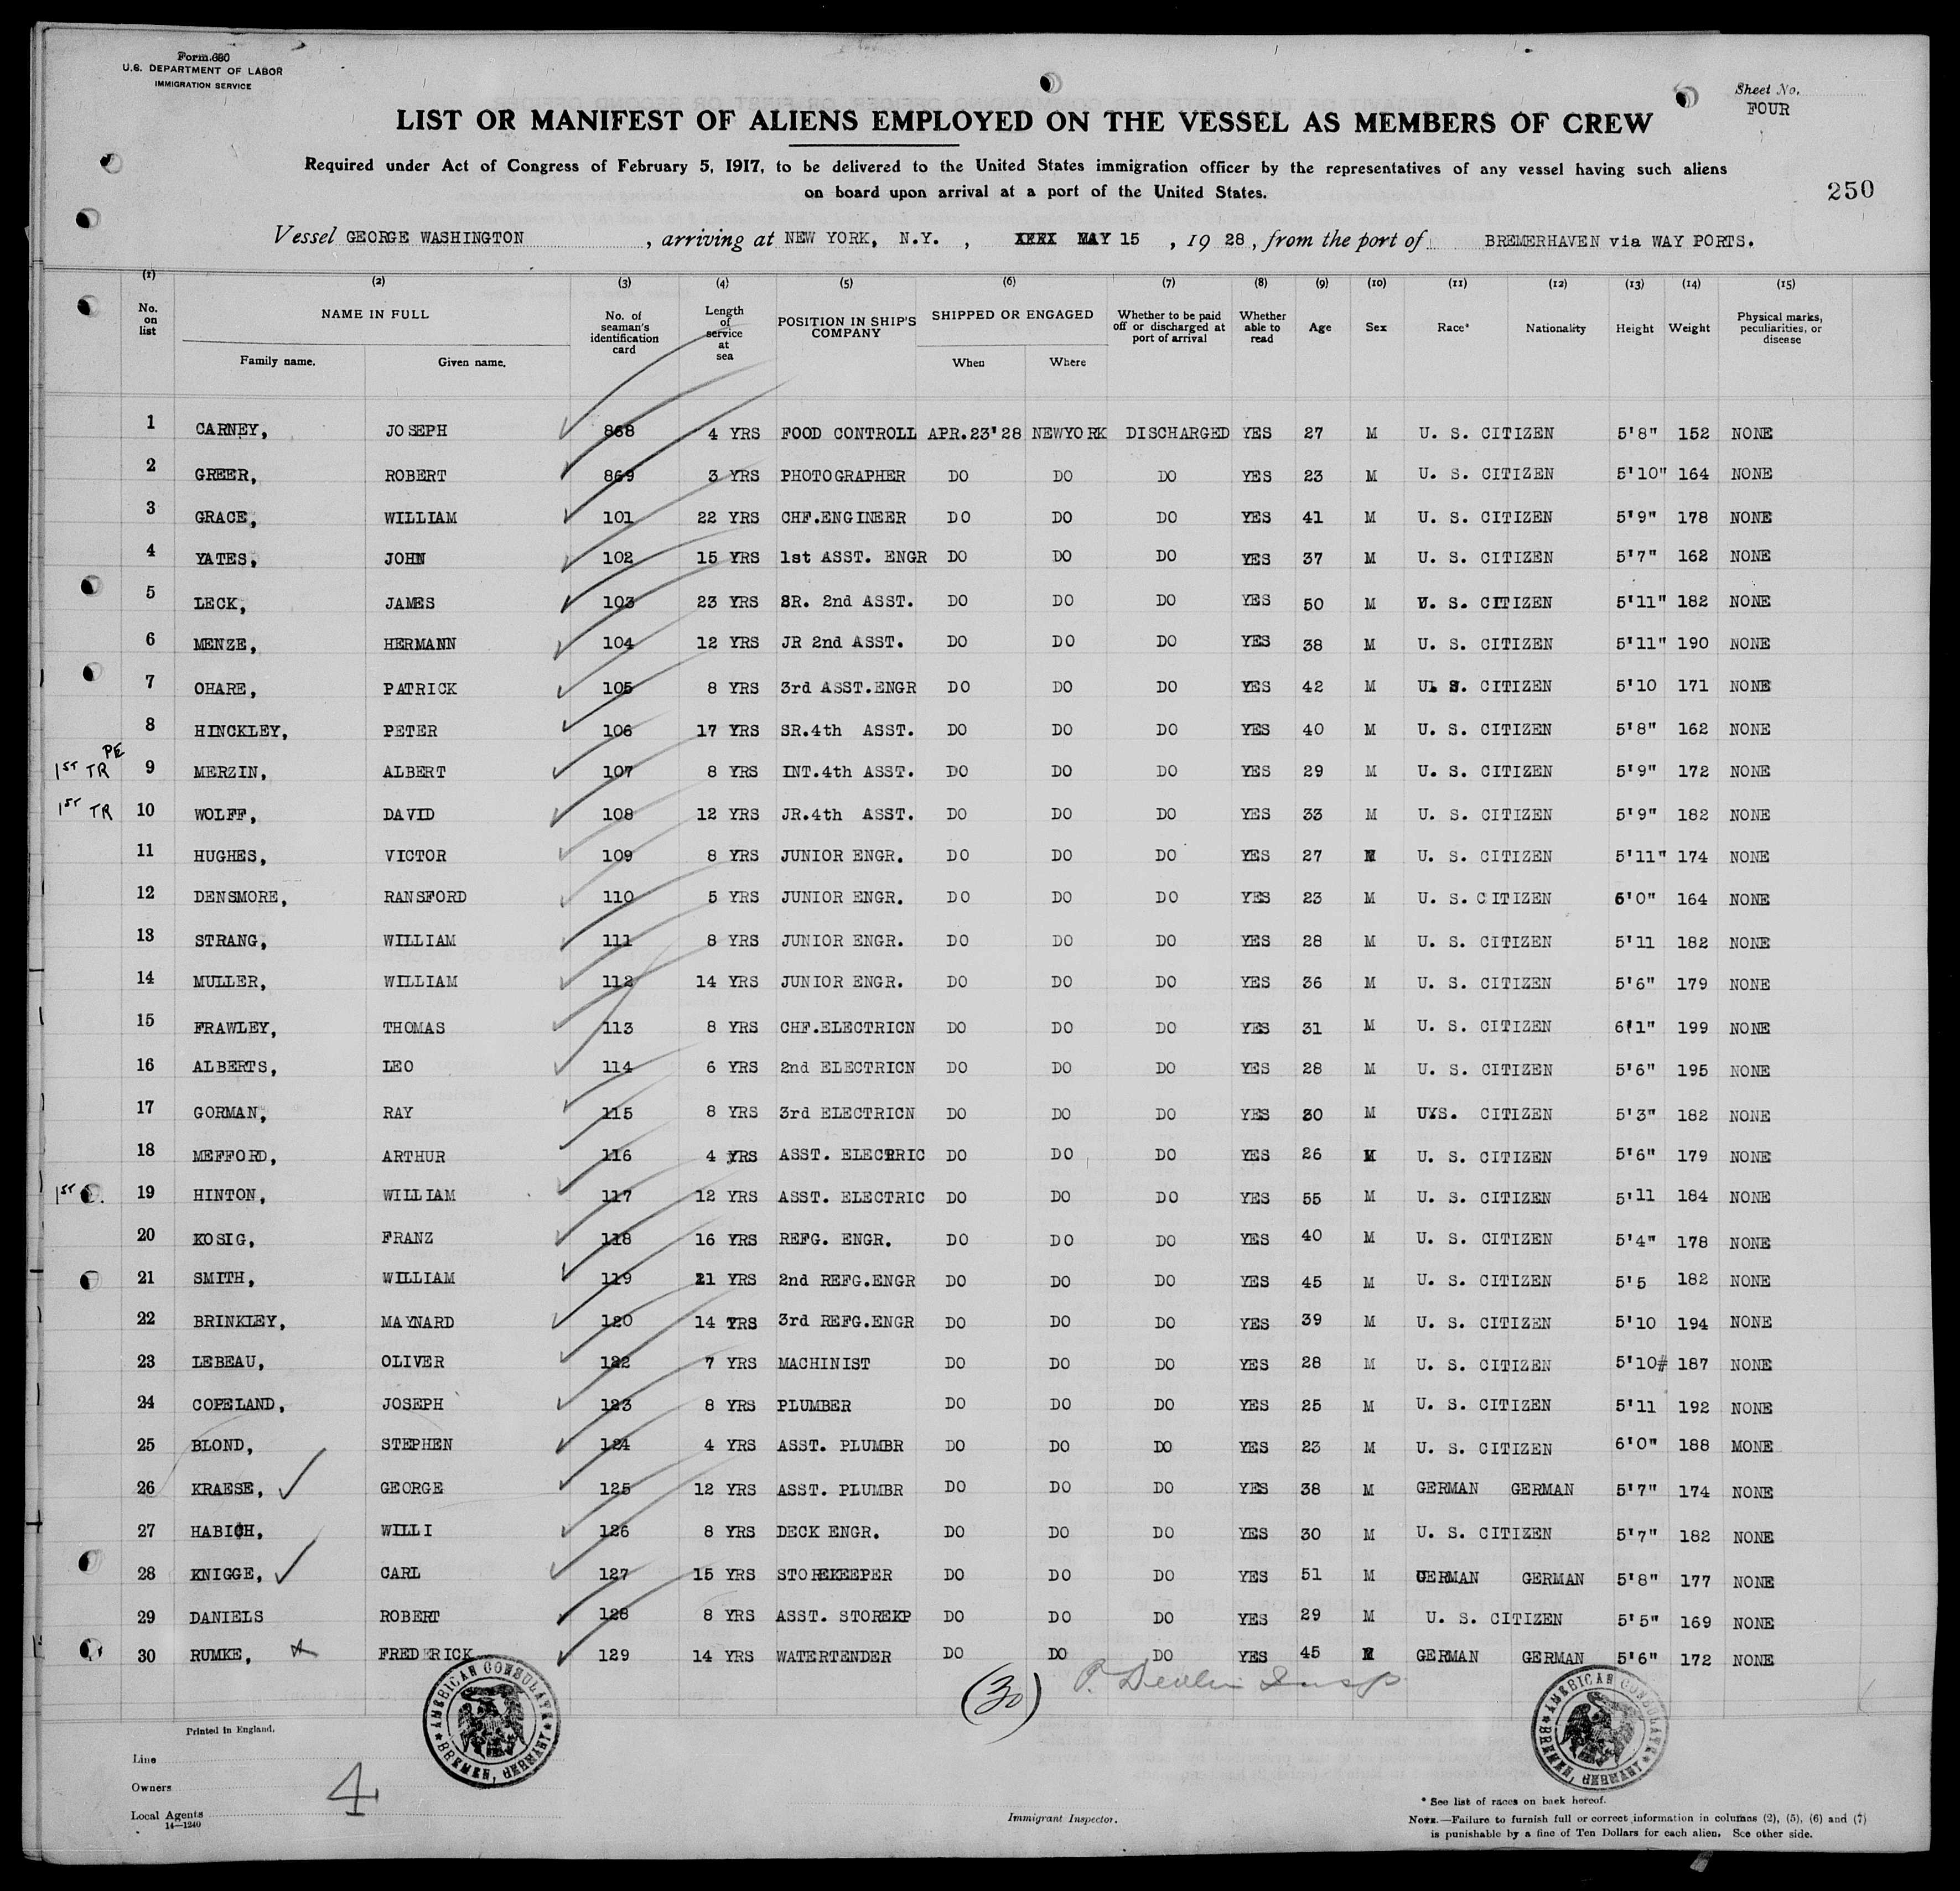 Form 680
U.S. DEPARTMENT OF LABOR
IMMIGRATION SERVICE
Sheet No.
FOUR
LIST OR MANIFEST OF ALIENS EMPLOYED ON THE VESSEL AS MEMBERS OF CREW
Required under Act of Congress of February 5, 1917, to be delivered to the United States immigration officer by the representatives of any vessel having such aliens
on board upon arrival at a port of the United States.
250
Vessel GEORGE WASHINGTON, arriving at NEW YORK, N.Y., MAY 15, 1928, from the port of BREMERHAVEN via WAY PORTS.
(1) (2) (3) (4) (5) (6) (7) (8) (9) (10) (11) (12) (13) (14) (15)
No. on list NAME IN FULL Family name. Given name. No. of seaman's identification card Length of service at sea POSITION IN SHIP'S COMPANY SHIPPED OR ENGAGED When Where Whether to be paid off or discharged at port of arrival Whether able to read Age Sex Race* Nationality Height Weight Physical marks, peculiarities, or disease
1 CARNEY, JOSEPH 868 4 YRS FOOD CONTROLL APR.23'28 NEWYORK DISCHARGED YES 27 M U. S. CITIZEN 5'8" 152 NONE
2 GREER, ROBERT 869 3 YRS PHOTOGRAPHER DO DO DO YES 23 M U. S. CITIZEN 5'10" 164 NONE
3 GRACE, WILLIAM 101 22 YRS CHF.ENGINEER DO DO DO YES 41 M U. S. CITIZEN 5'9" 178 NONE
4 YATES, JOHN 102 15 YRS 1st ASST. ENGR DO DO DO YES 37 M U. S. CITIZEN 5'7" 162 NONE
5 LECK, JAMES 103 23 YRS SR. 2nd ASST. DO DO DO YES 50 M U. S. CITIZEN 5'11" 182 NONE
6 MENZE, HERMANN 104 12 YRS JR 2nd ASST. DO DO DO YES 38 M U. S. CITIZEN 5'11" 190 NONE
7 OHARE, PATRICK 105 8 YRS 3rd ASST.ENGR DO DO DO YES 42 M U. S. CITIZEN 5'10 171 NONE
8 HINCKLEY, PETER 106 17 YRS SR.4th ASST. DO DO DO YES 40 M U. S. CITIZEN 5'8" 162 NONE
1ST TR PE 9 MERZIN, ALBERT 107 8 YRS INT.4th ASST. DO DO DO YES 29 M U. S. CITIZEN 5'9" 172 NONE
1ST TR 10 WOLFF, DAVID 108 12 YRS JR.4th ASST. DO DO DO YES 33 M U. S. CITIZEN 5'9" 182 NONE
11 HUGHES, VICTOR 109 8 YRS JUNIOR ENGR. DO DO DO YES 27 M U. S. CITIZEN 5'11" 174 NONE
12 DENSMORE, RANSFORD 110 5 YRS JUNIOR ENGR. DO DO DO YES 23 M U. S. CITIZEN 6'0" 164 NONE
13 STRANG, WILLIAM 111 8 YRS JUNIOR ENGR. DO DO DO YES 28 M U. S. CITIZEN 5'11 182 NONE
14 MULLER, WILLIAM 112 14 YRS JUNIOR ENGR. DO DO DO YES 36 M U. S. CITIZEN 5'6" 179 NONE
15 FRAWLEY, THOMAS 113 8 YRS CHF.ELECTRICN DO DO DO YES 31 M U. S. CITIZEN 6'1" 199 NONE
16 ALBERTS, LEO 114 6 YRS 2nd ELECTRICN DO DO DO YES 28 M U. S. CITIZEN 5'6" 195 NONE
17 GORMAN, RAY 115 8 YRS 3rd ELECTRICN DO DO DO YES 30 M UYS. CITIZEN 5'3" 182 NONE
18 MEFFORD, ARTHUR 116 4 YRS ASST. ELECRRIC DO DO DO YES 26 M U. S. CITIZEN 5'6" 179 NONE
1ST 19 HINTON, WILLIAM 117 12 YRS ASST. ELECTRIC DO DO DO YES 55 M U. S. CITIZEN 5'11 184 NONE
20 KOSIG, FRANZ 118 16 YRS REFG. ENGR. DO DO DO YES 40 M U. S. CITIZEN 5'4" 178 NONE
21 SMITH, WILLIAM 119 21 YRS 2nd REFG.ENGR DO DO DO YES 45 M U. S. CITIZEN 5'5 182 NONE
22 BRINKLEY, MAYNARD 120 14 YRS 3rd REFG.ENGR DO DO DO YES 39 M U. S. CITIZEN 5'10 194 NONE
23 LEBEAU, OLIVER 122 7 YRS MACHINIST DO DO DO YES 28 M U. S. CITIZEN 5'10# 187 NONE
24 COPELAND, JOSEPH 123 8 YRS PLUMBER DO DO DO YES 25 M U. S. CITIZEN 5'11 192 NONE
25 BLOND, STEPHEN 124 4 YRS ASST. PLUMBR DO DO DO YES 23 M U. S. CITIZEN 6'0" 188 MONE
26 KRAESE, GEORGE 125 12 YRS ASST. PLUMBR DO DO DO YES 38 M GERMAN GERMAN 5'7" 174 NONE
27 HABICH, WILLI 126 8 YRS DECK ENGR. DO DO DO YES 30 M U. S. CITIZEN 5'7" 182 NONE
28 KNIGGE, CARL 127 15 YRS STOREKEEPER DO DO DO YES 51 M GERMAN GERMAN 5'8" 177 NONE
29 DANIELS ROBERT 128 8 YRS ASST. STOREKP DO DO DO YES 29 M U. S. CITIZEN 5'5" 169 NONE
30 RUMKE, FREDERICK 129 14 YRS WATERTENDER DO DO DO YES 45 M GERMAN GERMAN 5'6" 172 NONE
(30) P. Devlin Insp
AMERICAN CONSULATE BREMEN, GERMANY
AMERICAN CONSULATE BREMEN, GERMANY
Printed in England.
Line
Owners
4
Local Agents
14—1240
Immigrant Inspector.
* See list of races on back hereof.
NOTE.—Failure to furnish full or correct information in columns (2), (5), (6) and (7)
is punishable by a fine of Ten Dollars for each alien. See other side.